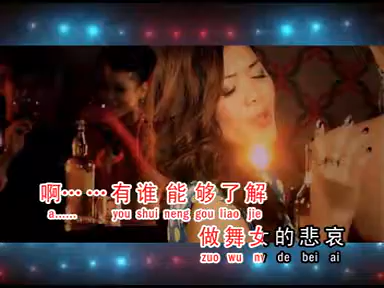 啊……有谁能够了解
a...... you shui neng gou liao jie
做舞女的悲哀
zuo wu ny de bei ai